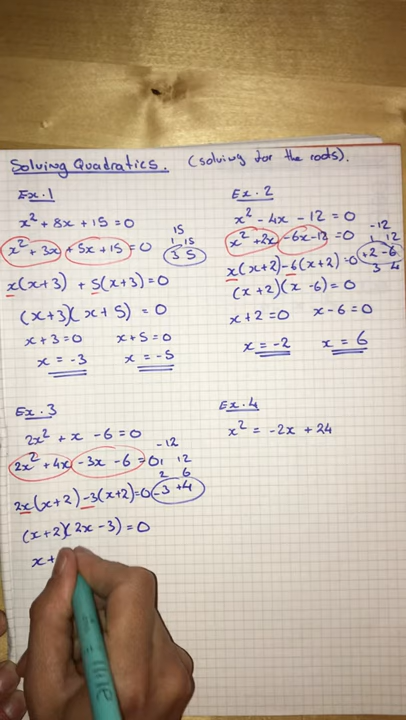 Solving Quadratics. (solving for the roots).
Ex.1
x² + 8x + 15 = 0
15
1 15
x² + 3x + 5x + 15 = 0
3 5
x(x+3) + 5(x+3) = 0
(x+3)(x+5) = 0
x+3=0 x+5=0
x = -3 x = -5
Ex.2
x² - 4x - 12 = 0
-12
1 12
x² + 2x - 6x - 12 = 0
+2 -6
3 4
x(x+2) - 6(x+2) = 0
(x+2)(x-6) = 0
x+2=0 x-6=0
x = -2 x = 6
Ex.3
2x² + x - 6 = 0
-12
2x² + 4x - 3x - 6 = 0
1 12
2 6
2x(x+2) - 3(x+2) = 0
-3 +4
(x+2)(2x-3) = 0
x+
Ex.4
x² = -2x + 24